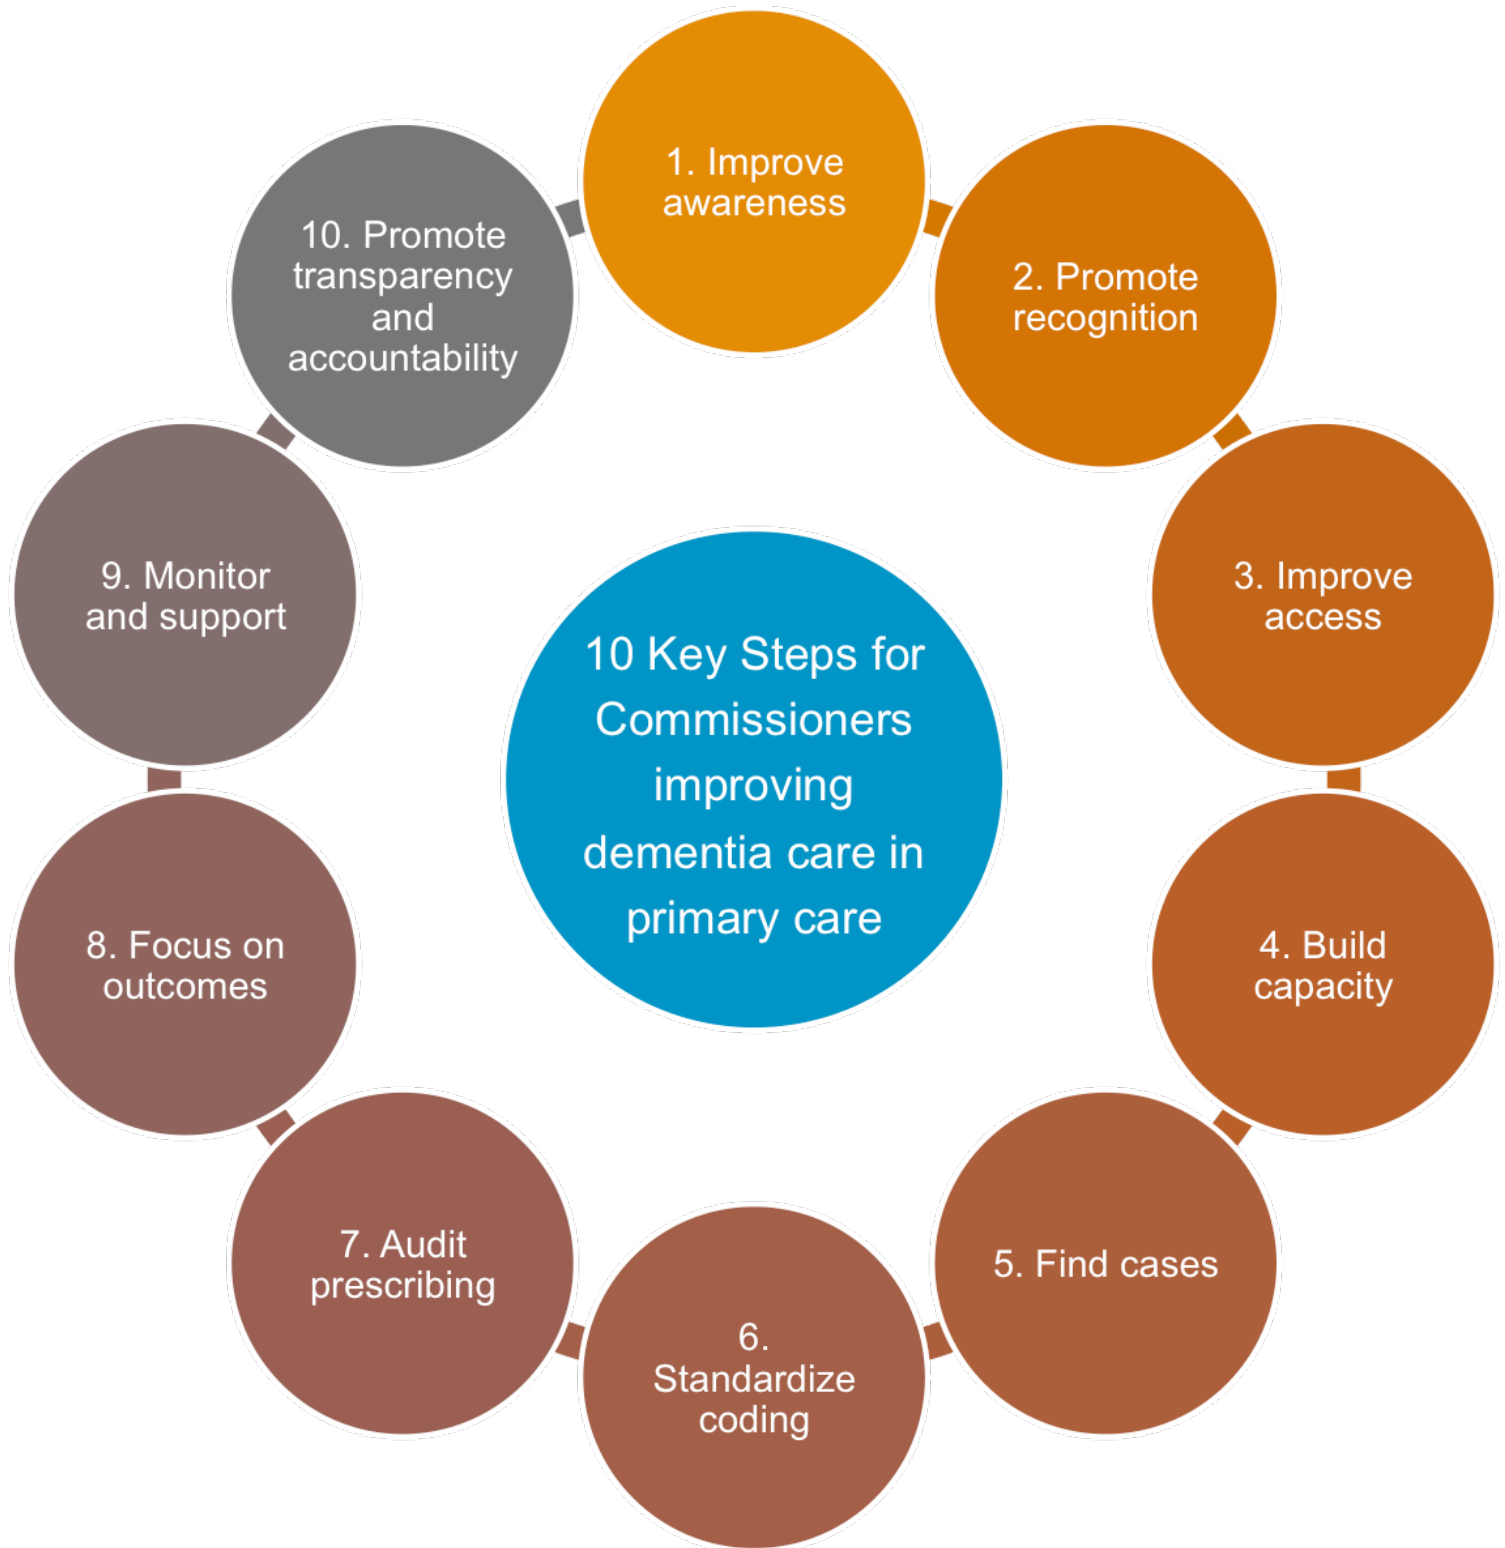 1. Improve
awareness
2. Promote
recognition
3. Improve
access
4. Build
capacity
5. Find cases
6.
Standardize
coding
7. Audit
prescribing
8. Focus on
outcomes
9. Monitor
and support
10. Promote
transparency
and
accountability
10 Key Steps for
Commissioners
improving
dementia care in
primary care